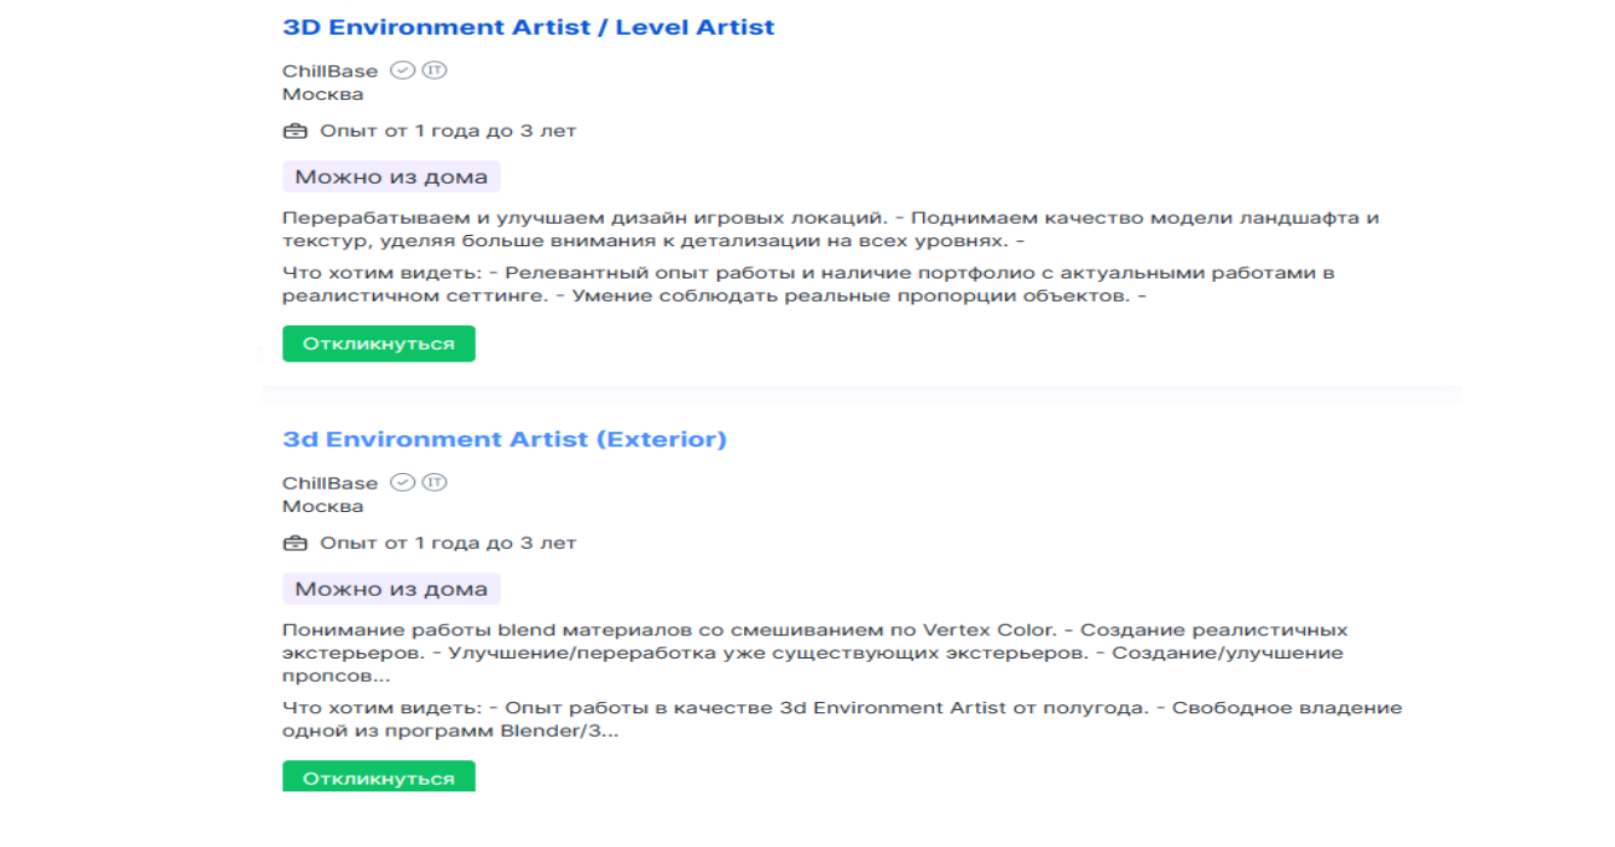 3D Environment Artist / Level Artist
ChillBase IT
Москва
Опыт от 1 года до 3 лет
Можно из дома
Перерабатываем и улучшаем дизайн игровых локаций. - Поднимаем качество модели ландшафта и
текстур, уделяя больше внимания к детализации на всех уровнях. -
Что хотим видеть: - Релевантный опыт работы и наличие портфолио с актуальными работами в
реалистичном сеттинге. - Умение соблюдать реальные пропорции объектов. -
Откликнуться
3d Environment Artist (Exterior)
ChillBase IT
Москва
Опыт от 1 года до 3 лет
Можно из дома
Понимание работы blend материалов со смешиванием по Vertex Color. - Создание реалистичных
экстерьеров. - Улучшение/переработка уже существующих экстерьеров. - Создание/улучшение
пропсов...
Что хотим видеть: - Опыт работы в качестве 3d Environment Artist от полугода. - Свободное владение
одной из программ Blender/3...
Откликнуться